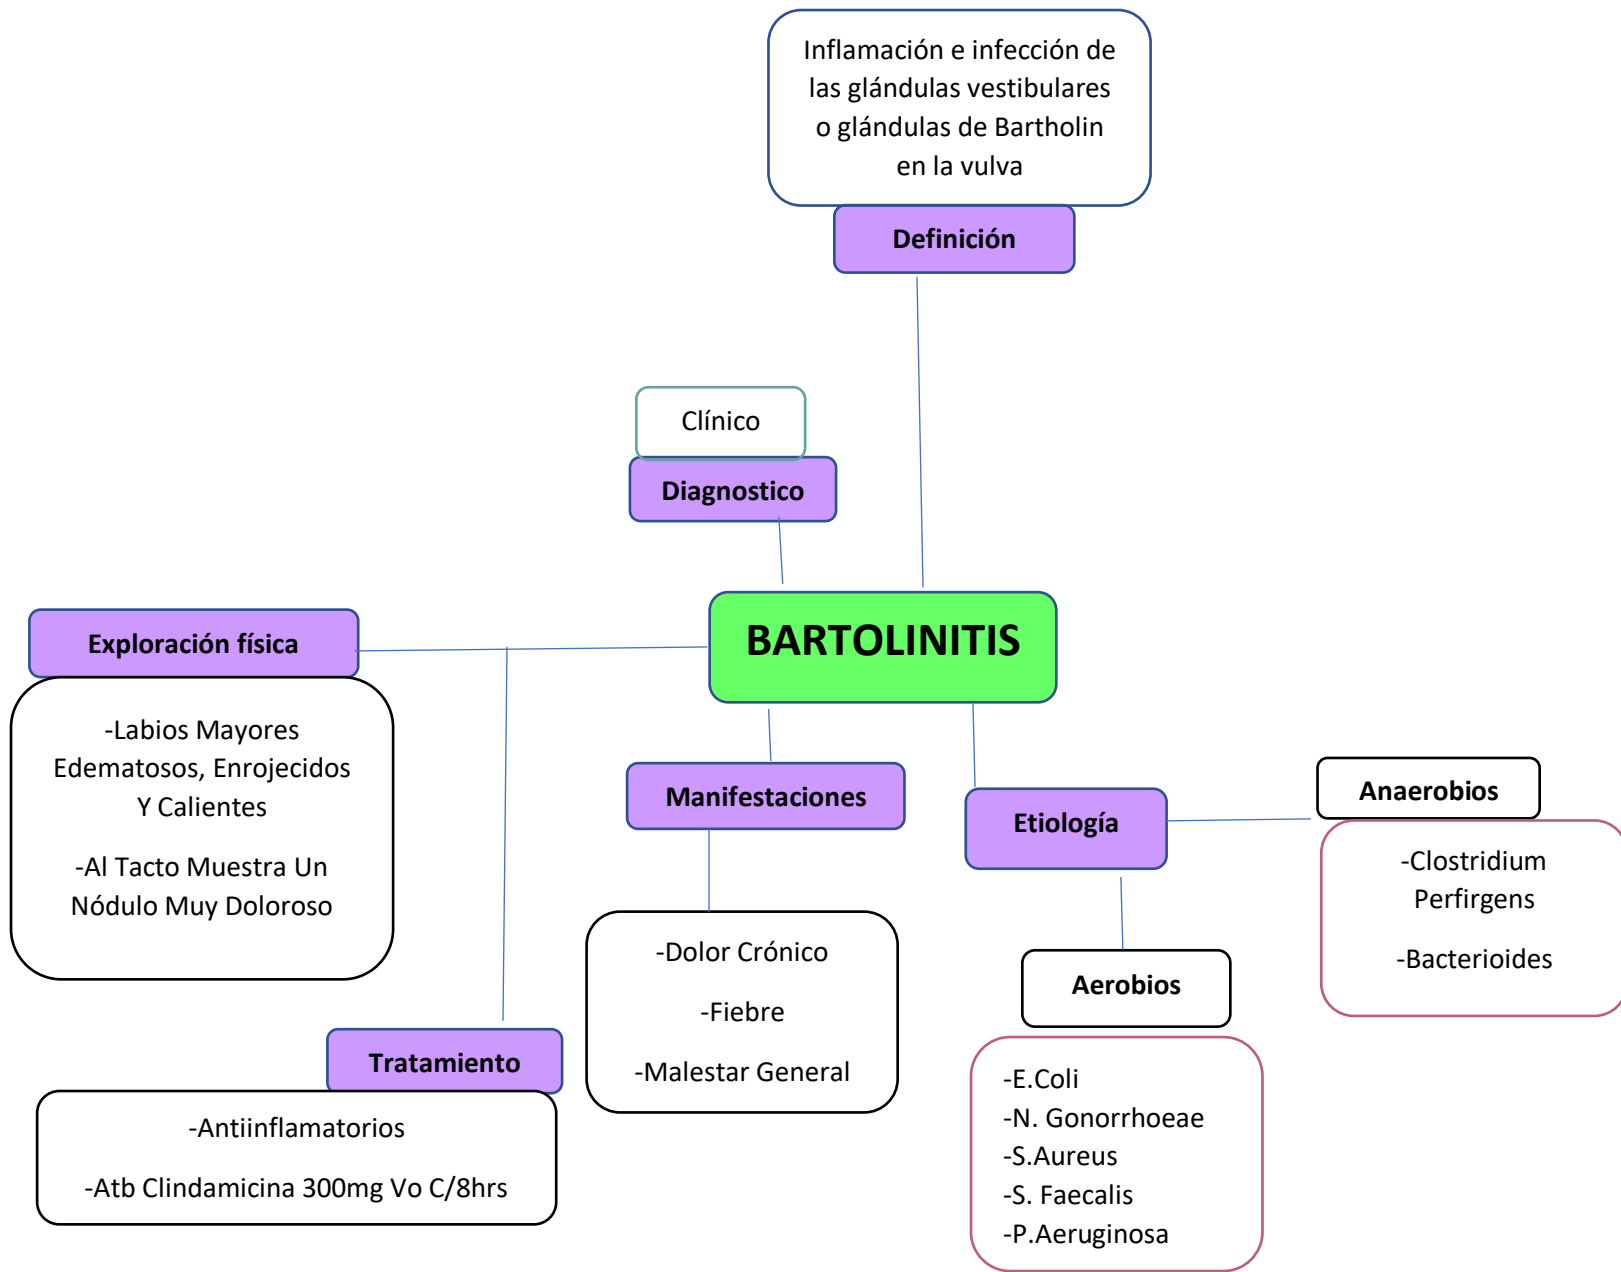 Inflamación e infección de
las glándulas vestibulares
o glándulas de Bartholin
en la vulva
Definición
Clínico
Diagnostico
BARTOLINITIS
Exploración física
-Labios Mayores
Edematosos, Enrojecidos
Y Calientes
-Al Tacto Muestra Un
Nódulo Muy Doloroso
Tratamiento
-Antiinflamatorios
-Atb Clindamicina 300mg Vo C/8hrs
Manifestaciones
-Dolor Crónico
-Fiebre
-Malestar General
Etiología
Anaerobios
-Clostridium
Perfirgens
-Bacterioides
Aerobios
-E.Coli
-N. Gonorrhoeae
-S.Aureus
-S. Faecalis
-P.Aeruginosa